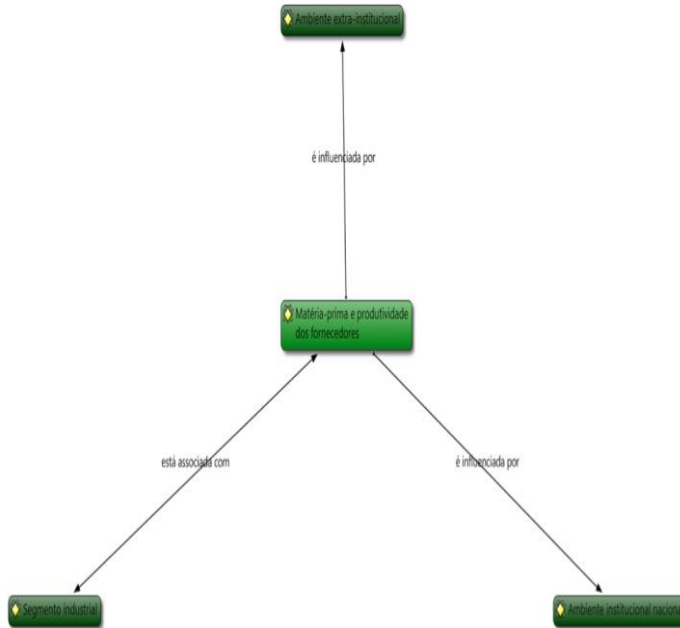 Ambiente extra-institucional
é influenciada por
Matéria-prima e produtividade
dos fornecedores
está associada com
é influenciada por
Segmento industrial
Ambiente institucional naciona